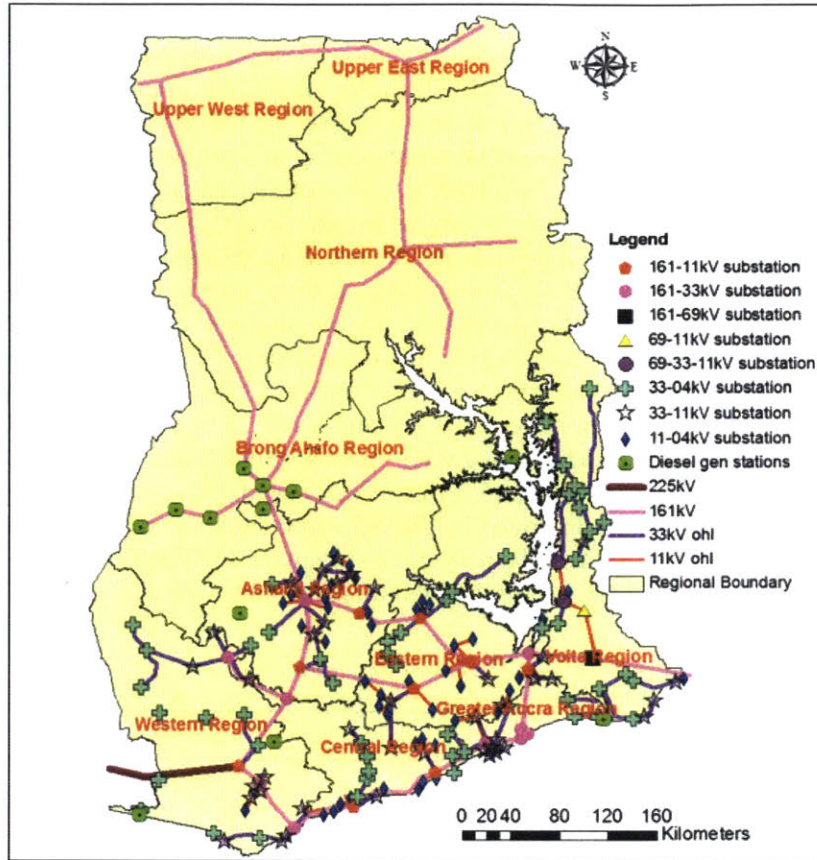 N
W E
S
Upper East Region
Upper West Region
Northern Region
Brong Ahafo Region
Ashanti Region
Eastern Region
Volta Region
Greater Accra Region
Western Region
Central Region
Legend
161-11kV substation
161-33kV substation
161-69kV substation
69-11kV substation
69-33-11kV substation
33-04kV substation
33-11kV substation
11-04kV substation
Diesel gen stations
225kV
161kV
33kV ohl
11kV ohl
Regional Boundary
0 20 40 80 120 160
Kilometers